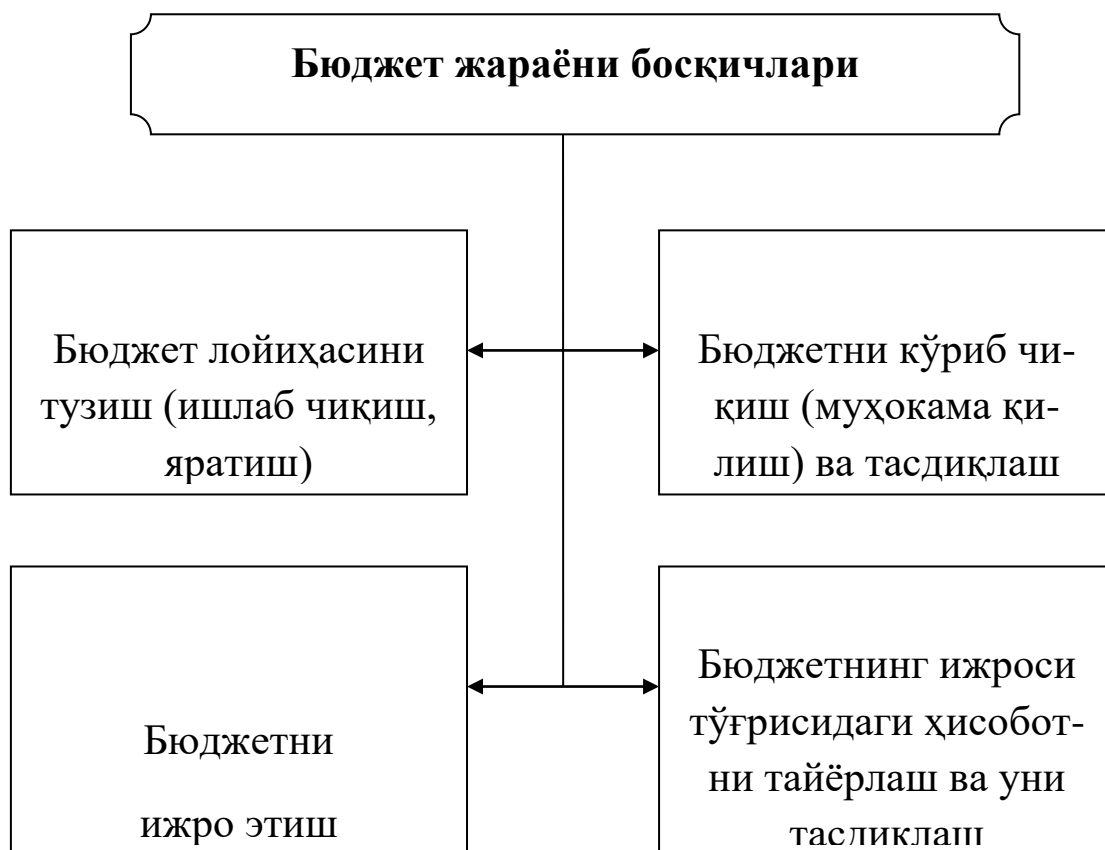 Бюджет жараёни босқичлари
Бюджет лойиҳасини
тузиш (ишлаб чиқиш,
яратиш)
Бюджетни кўриб чи-
қиш (муҳокама қи-
лиш) ва тасдиқлаш
Бюджетни
ижро этиш
Бюджетнинг ижроси
тўғрисидаги ҳисобот-
ни тайёрлаш ва уни
тасдиқлаш